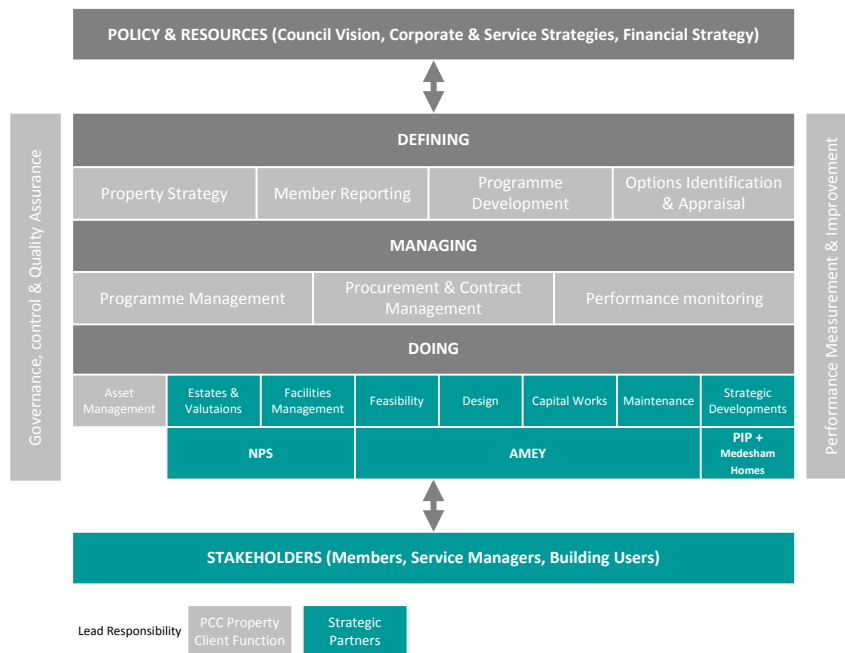 POLICY & RESOURCES (Council Vision, Corporate & Service Strategies, Financial Strategy)
Governance, control & Quality Assurance
DEFINING
Property Strategy
Member Reporting
Programme
Development
Options Identification
& Appraisal
MANAGING
Programme Management
Procurement & Contract
Management
Performance monitoring
DOING
Asset
Management
Estates &
Valutaions
Facilities
Management
Feasibility
Design
Capital Works
Maintenance
Strategic
Developments
NPS
AMEY
PIP +
Medesham
Homes
Performance Measurement & Improvement
STAKEHOLDERS (Members, Service Managers, Building Users)
Lead Responsibility
PCC Property
Client Function
Strategic
Partners